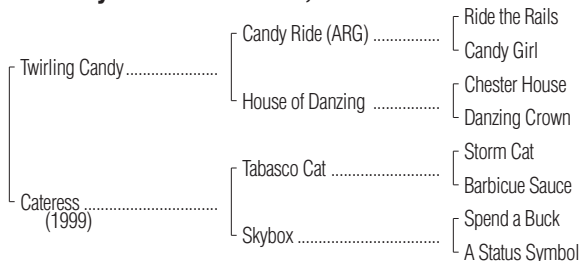 Ride the Rails
Candy Ride (ARG) ................
Candy Girl
Twirling Candy ......................
Chester House
House of Danzing ................
Danzing Crown
Storm Cat
Tabasco Cat ..........................
Barbicue Sauce
Cateress ................................
(1999)
Spend a Buck
Skybox ..................................
A Status Symbol